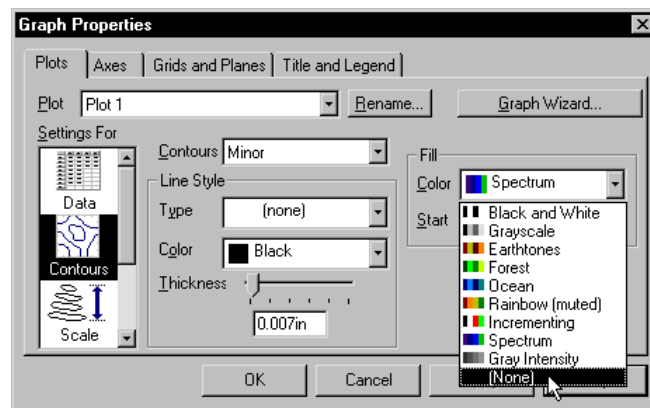 Graph Properties
Plots Axes Grids and Planes Title and Legend
Plot Plot 1 Rename... Graph Wizard...
Settings For
Data
Contours
Scale
Contours Minor
Line Style
Type (none)
Color Black
Thickness
0.007in
Fill
Color Spectrum
Start
Black and White
Grayscale
Earthtones
Forest
Ocean
Rainbow (muted)
Incrementing
Spectrum
Gray Intensity
(None)
OK Cancel